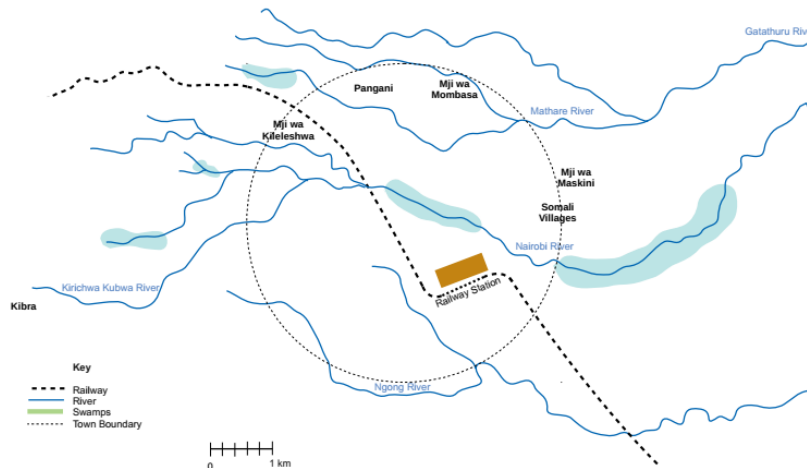 Gatathuru Riv
Pangani
Mji wa
Mombasa
Mathare River
Mji wa
Kileleshwa
Mji wa
Maskini
Somali
Villages
Nairobi River
Kirichwa Kubwa River
Railway Station
Kibra
Ngong River
Key
Railway
River
Swamps
Town Boundary
0
1 km